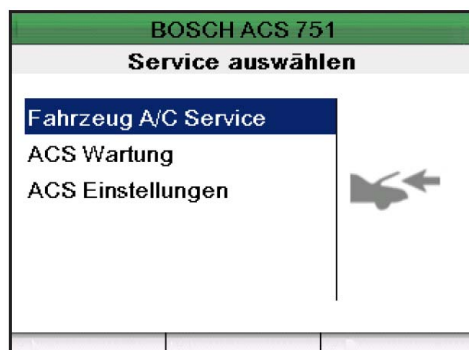 BOSCH ACS 751
Service auswählen
Fahrzeug A/C Service
ACS Wartung
ACS Einstellungen